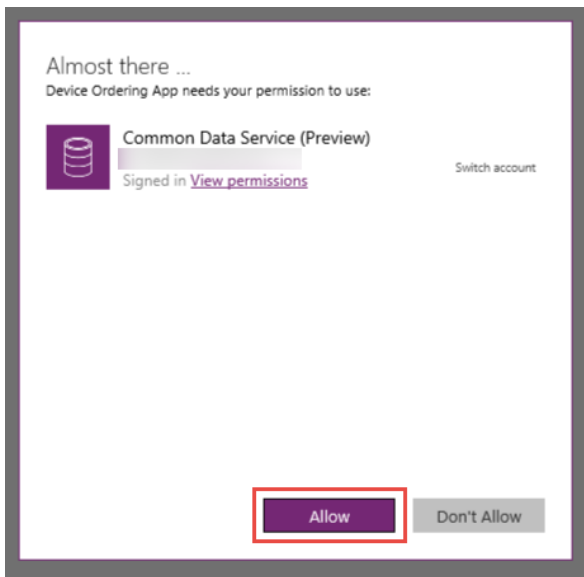 Almost there ...
Device Ordering App needs your permission to use:
Common Data Service (Preview)
Signed in View permissions
Switch account
Allow
Don't Allow